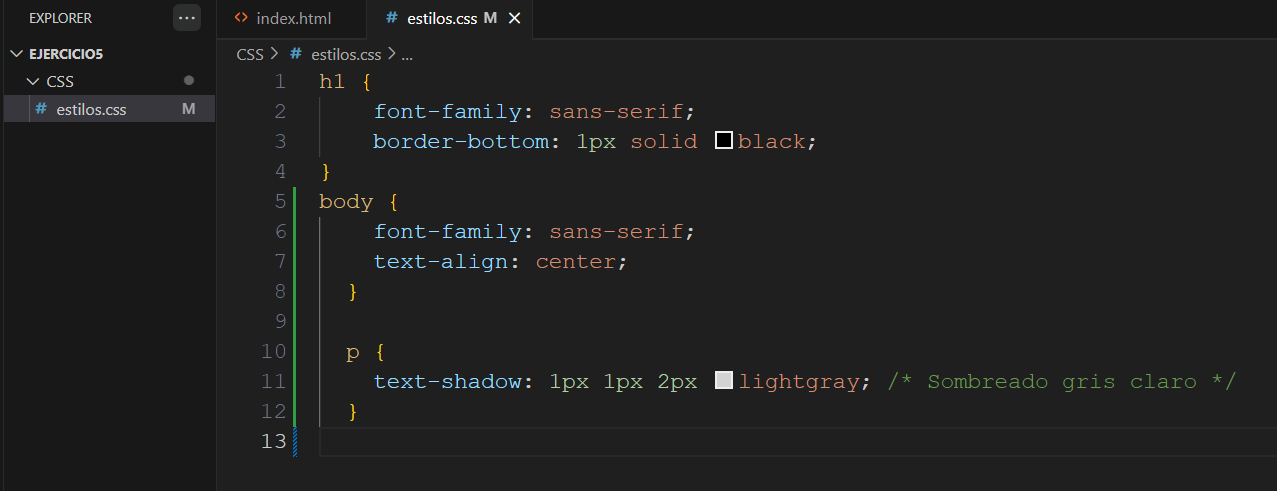 EXPLORER ...
EJERCICIO5
CSS
# estilos.css M
<> index.html
# estilos.css M ×
CSS > # estilos.css > ...
1 h1 {
2     font-family: sans-serif;
3     border-bottom: 1px solid black;
4 }
5 body {
6     font-family: sans-serif;
7     text-align: center;
8   }
9
10   p {
11     text-shadow: 1px 1px 2px lightgray; /* Sombreado gris claro */
12   }
13